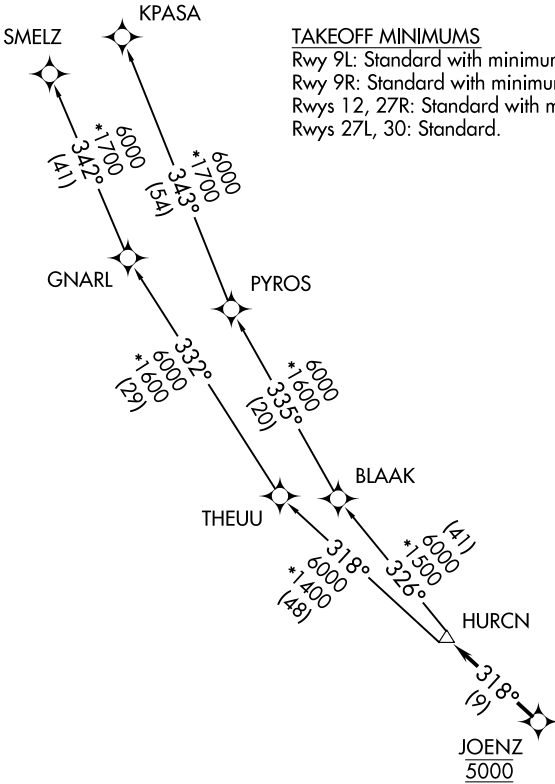 KPASA
SMELZ
TAKEOFF MINIMUMS
Rwy 9L: Standard with
Rwy 9R: Standard with
Rwys 12, 27R: Standard with
Rwys 27L, 30: Standard.
6000
*1700
342°
(41)
6000
*1700
343°
(54)
GNARL
PYROS
332°
6000
*1600
(29)
6000
*1600
335°
(20)
BLAAK
THEUU
318°
6000
*1400
(48)
(41)
6000
*1500
326°
HURCN
318°
(9)
JOENZ
5000